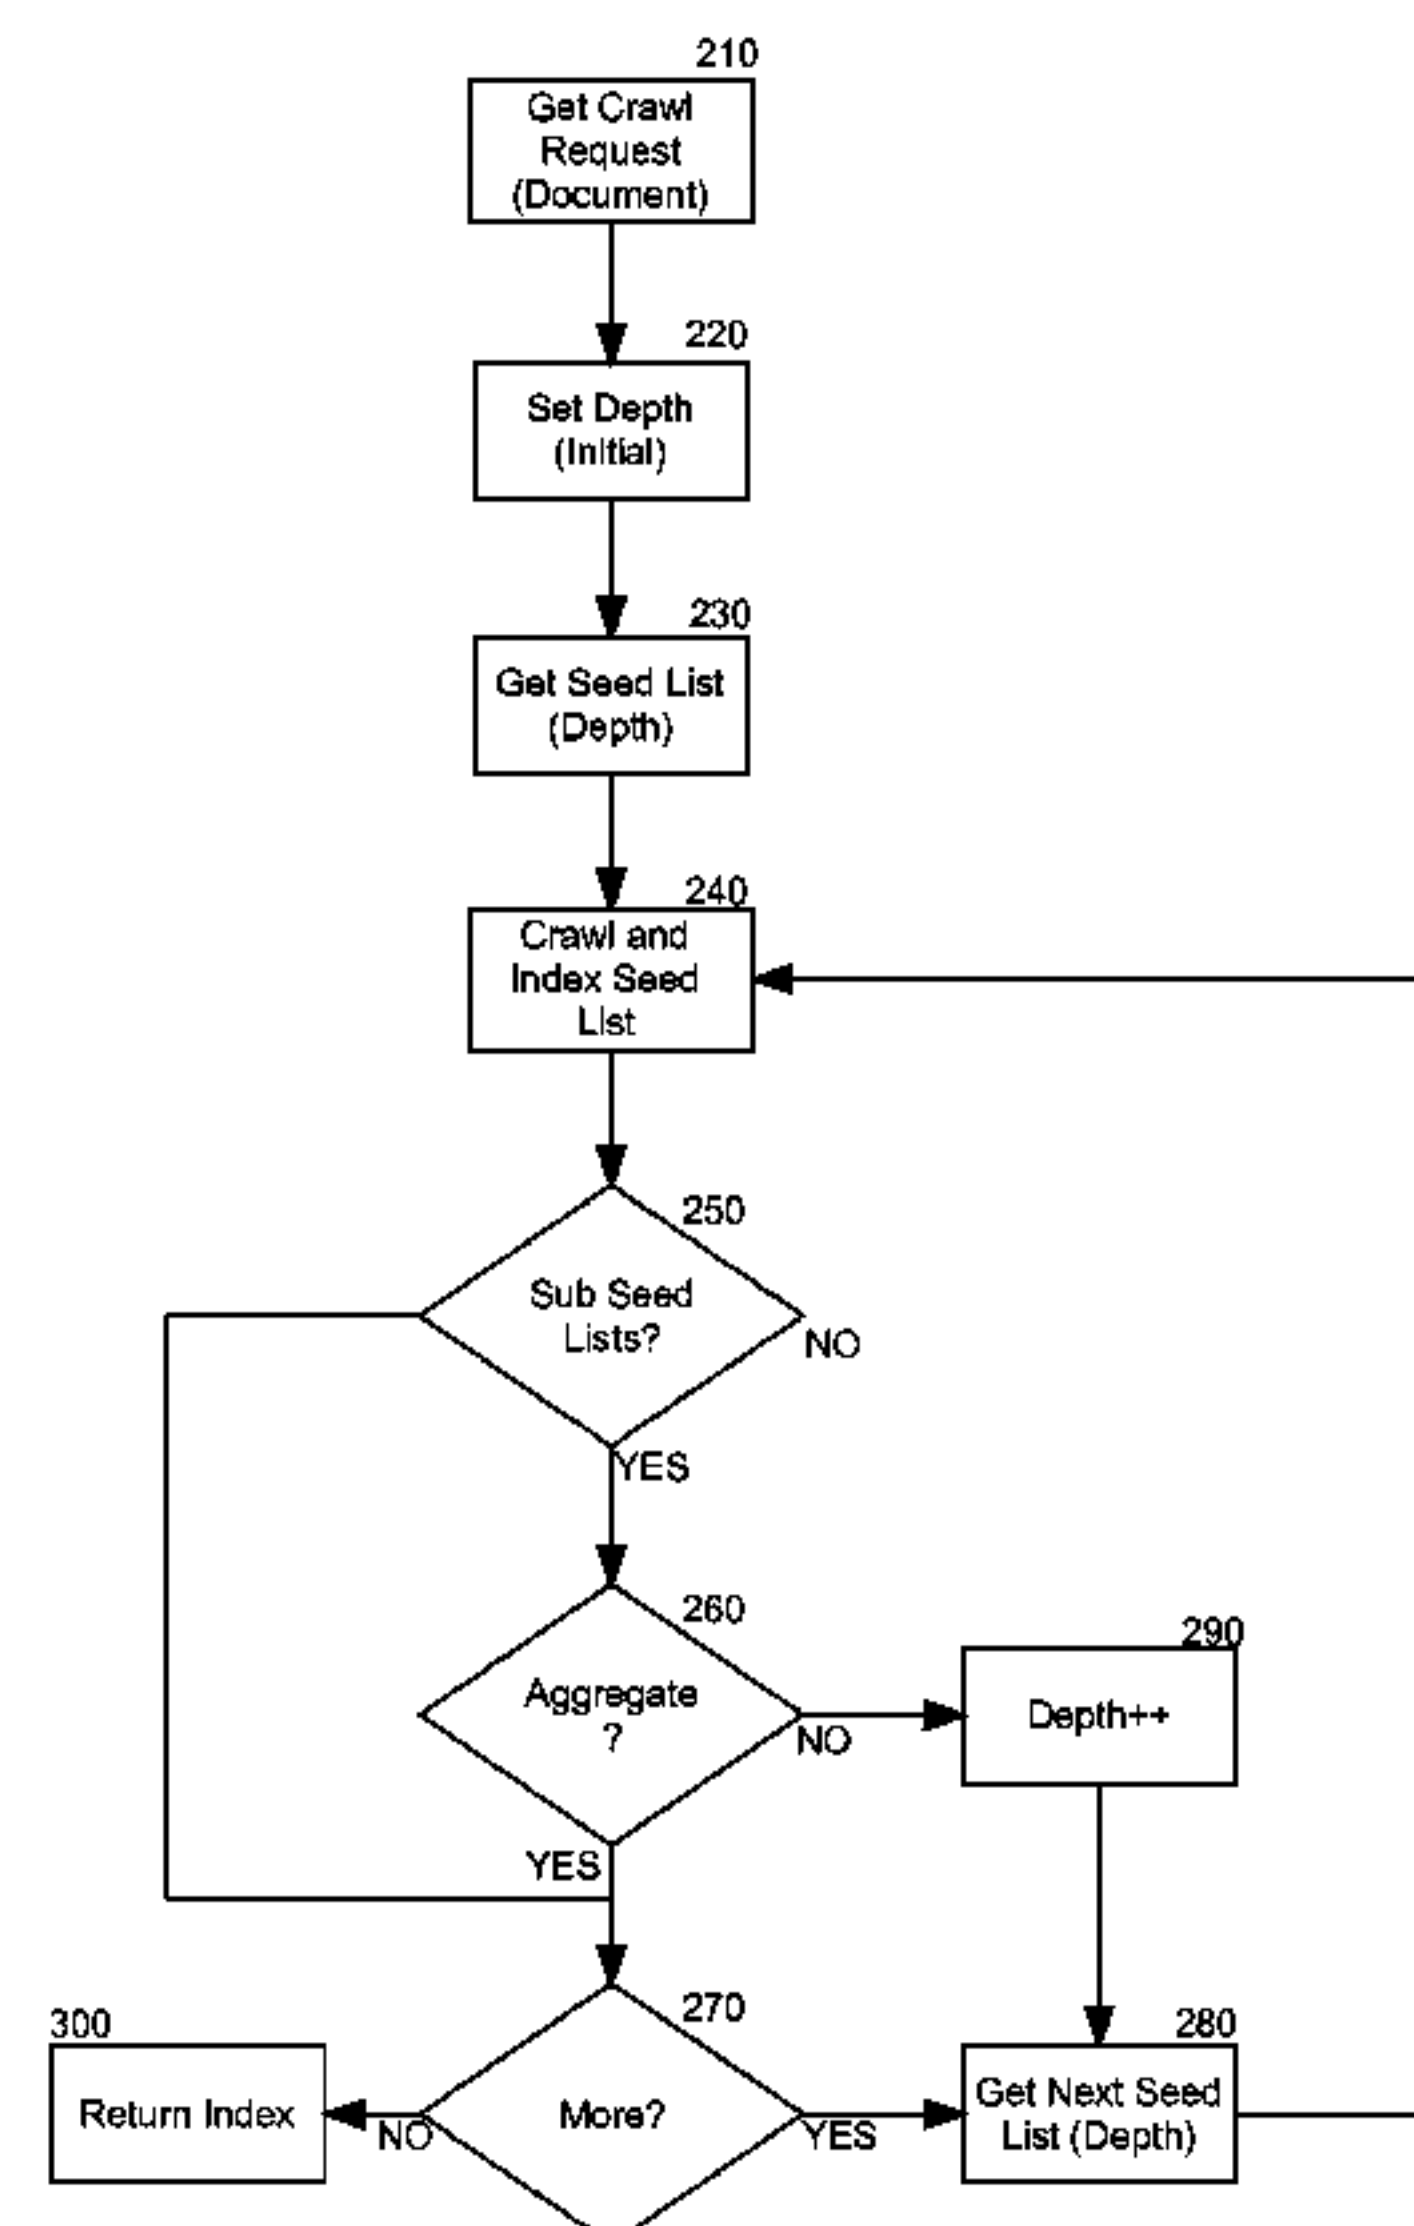 210
Get Crawl
Request
(Document)
220
Set Depth
(Initial)
230
Get Seed List
(Depth)
240
Crawl and
Index Seed
List
250
Sub Seed
Lists?
NO
YES
260
Aggregate
?
NO
YES
290
Depth++
270
More?
NO
YES
280
Get Next Seed
List (Depth)
300
Return Index